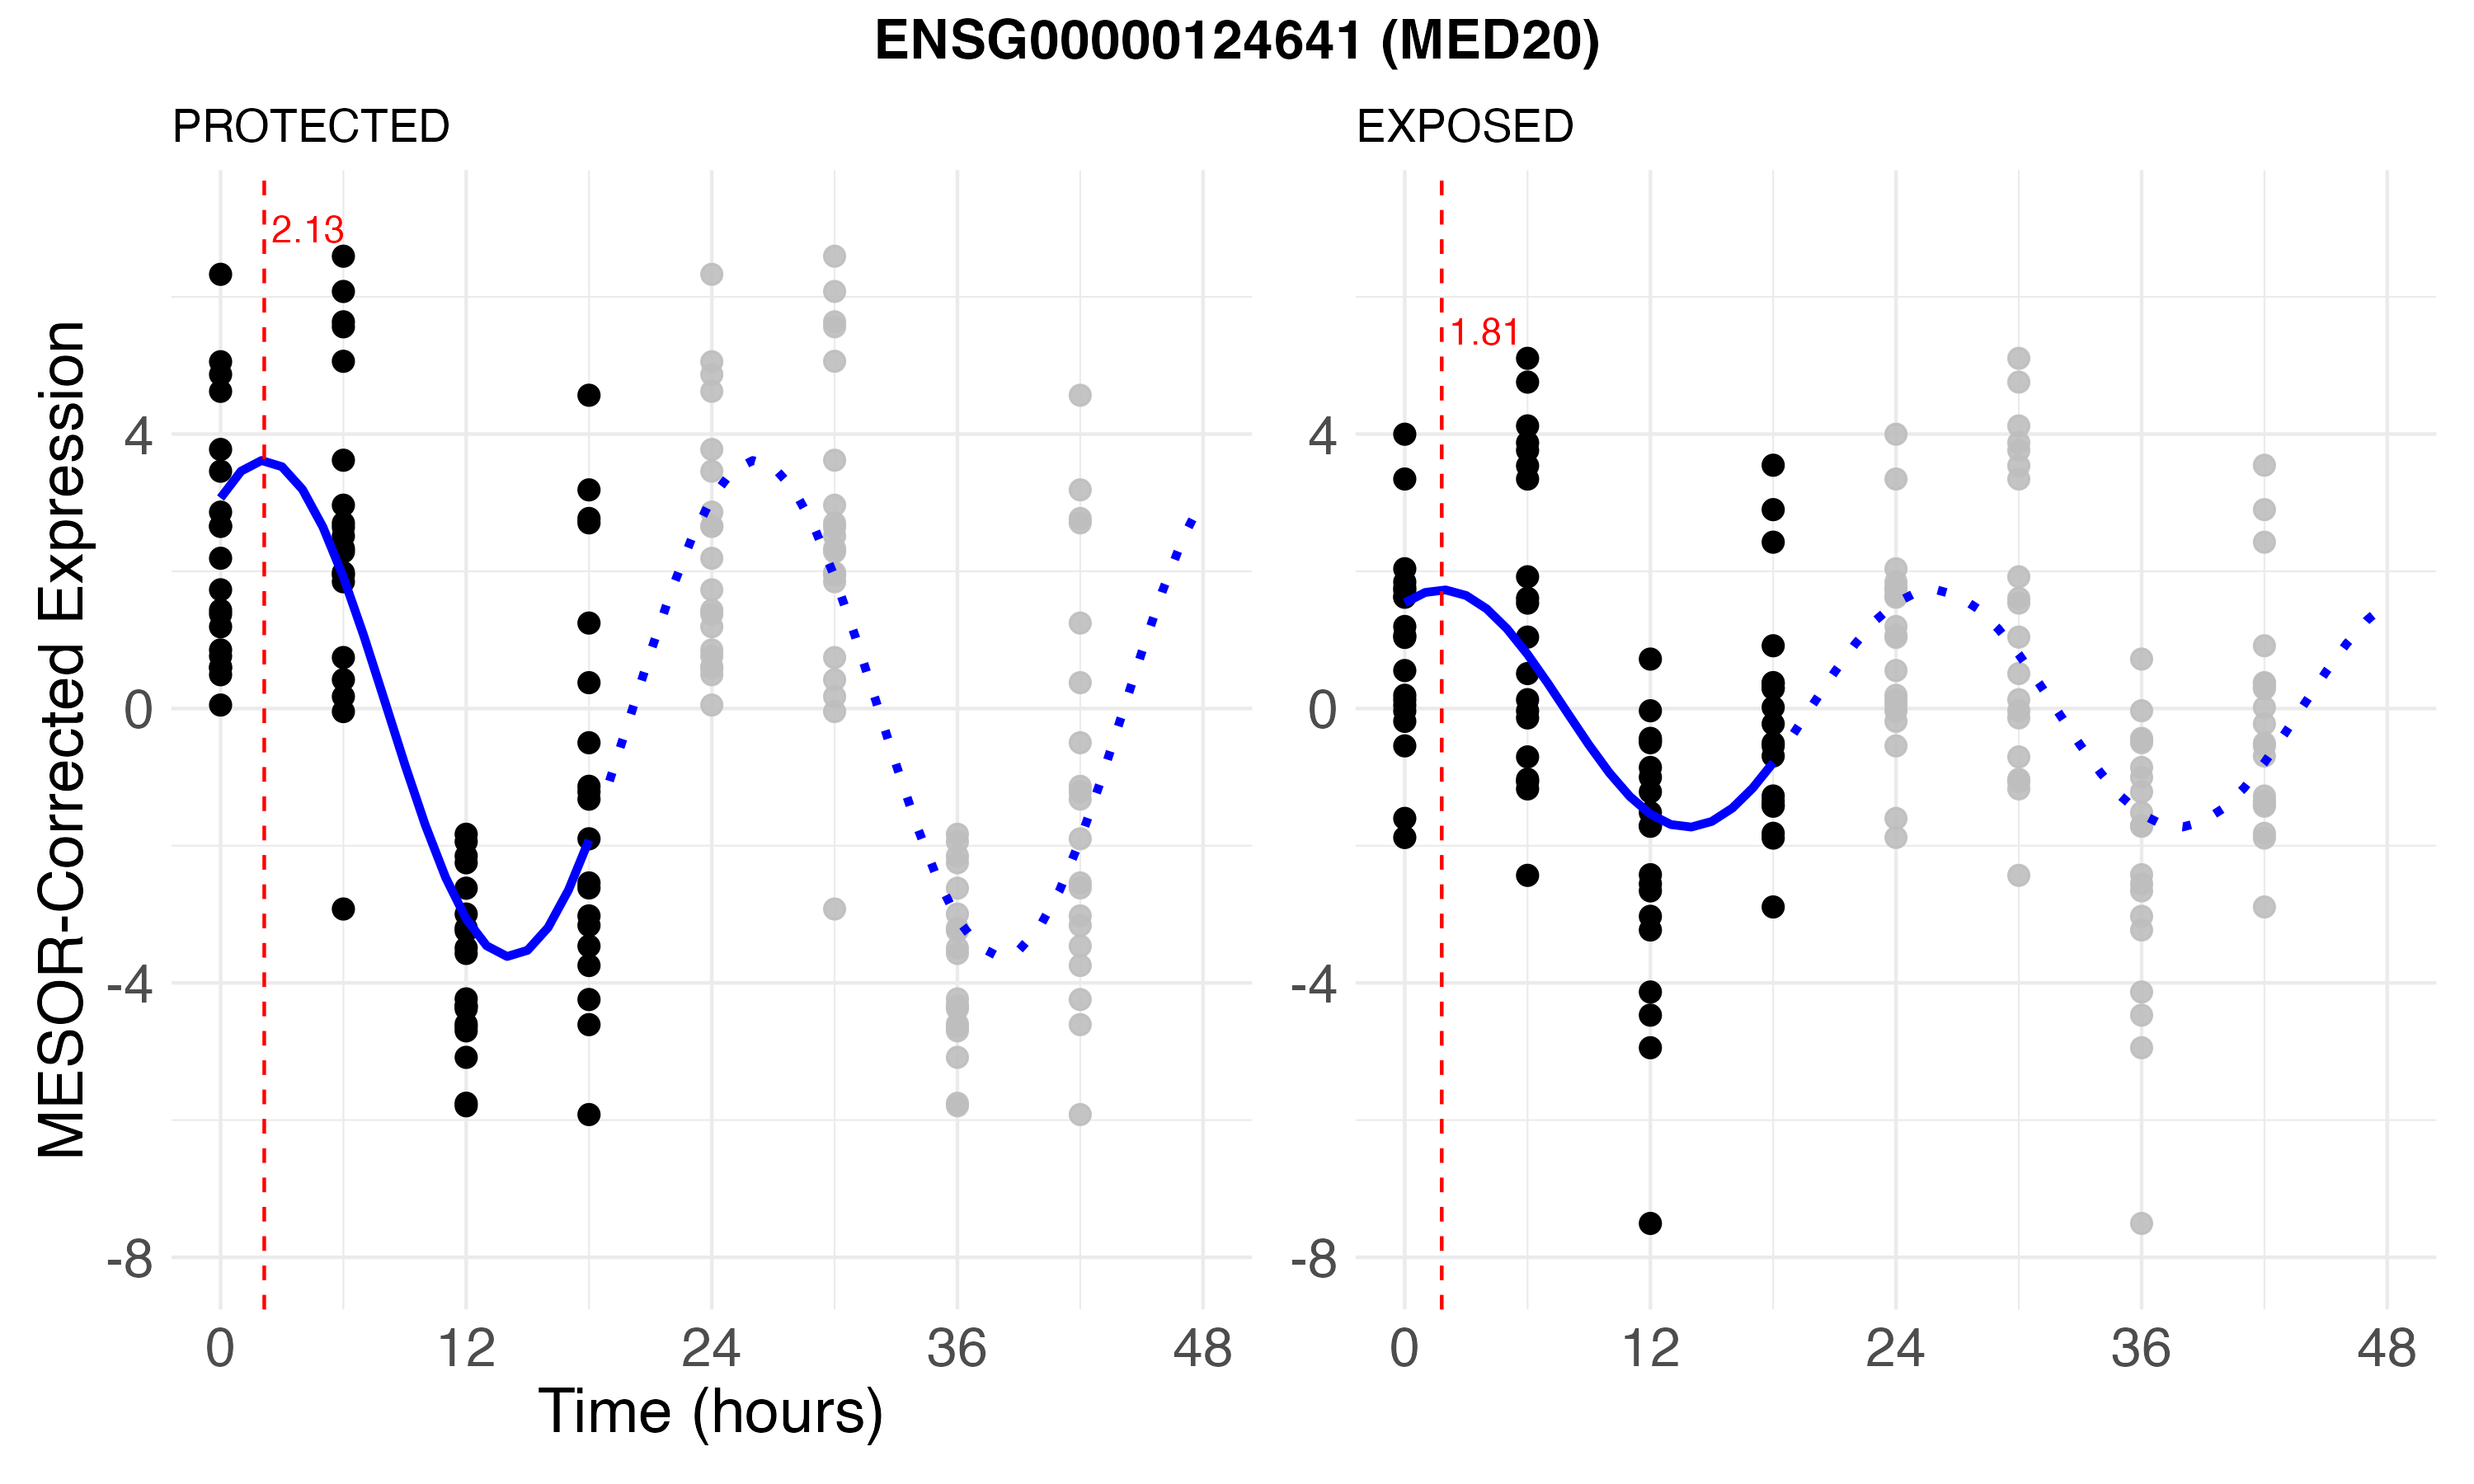 ENSG00000124641 (MED20)
PROTECTED
EXPOSED
MESOR-Corrected Expression
2.13
1.81
4
0
-4
-8
4
0
-4
-8
0 12 24 36 48
0 12 24 36 48
Time (hours)